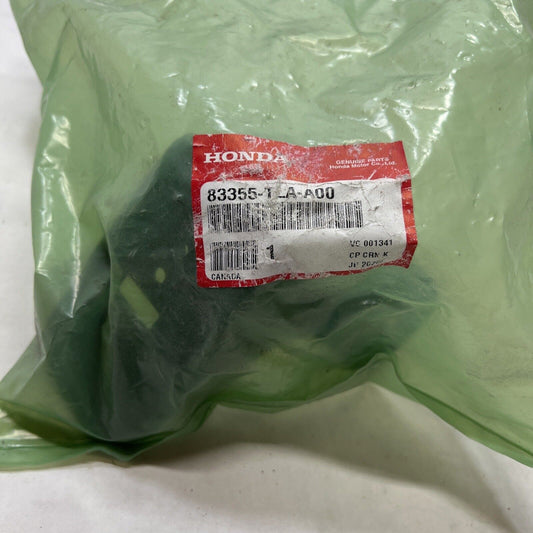 HONDA
GENUINE PARTS
Honda Motor Co.,Ltd.
83355-TLA-A00
1
VC 001341
CP CRN K
CANADA